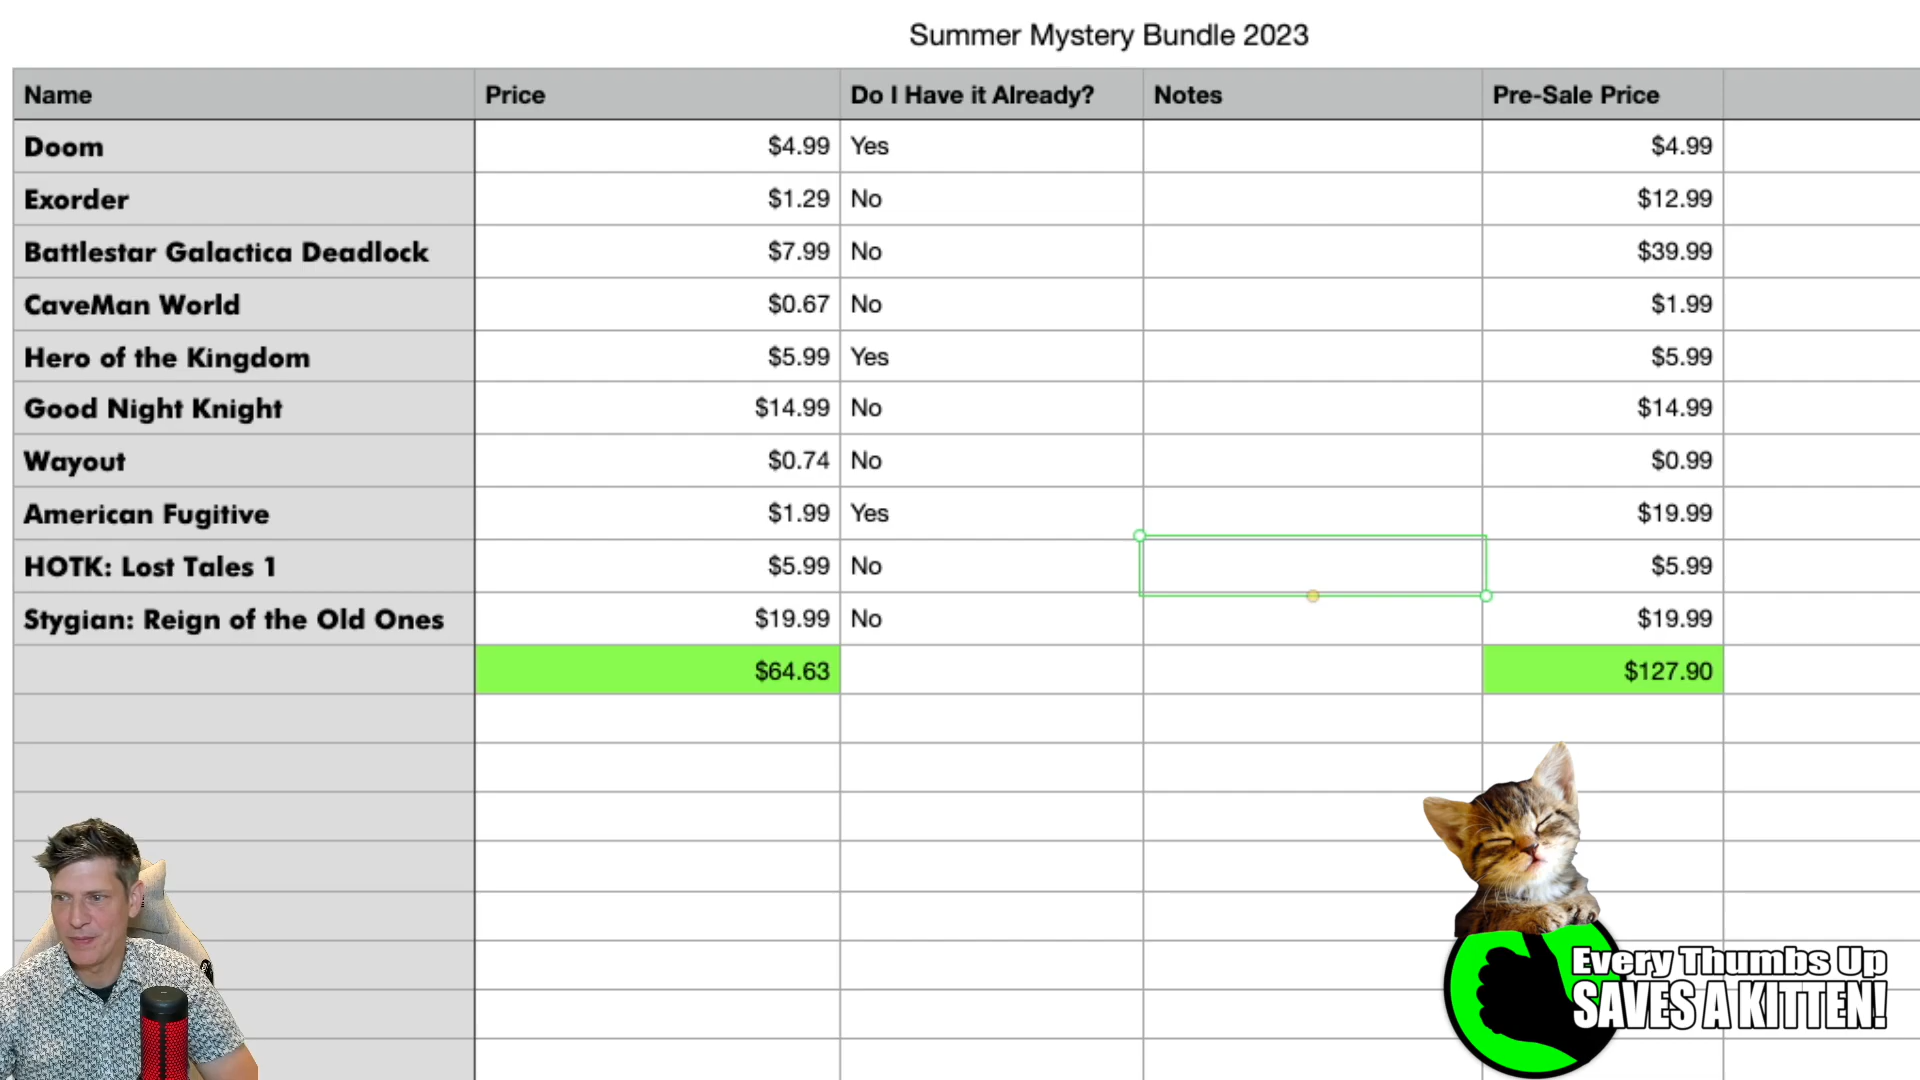 Summer Mystery Bundle 2023
Name Price Do I Have it Already? Notes Pre-Sale Price
Doom $4.99 Yes $4.99
Exorder $1.29 No $12.99
Battlestar Galactica Deadlock $7.99 No $39.99
CaveMan World $0.67 No $1.99
Hero of the Kingdom $5.99 Yes $5.99
Good Night Knight $14.99 No $14.99
Wayout $0.74 No $0.99
American Fugitive $1.99 Yes $19.99
HOTK: Lost Tales 1 $5.99 No $5.99
Stygian: Reign of the Old Ones $19.99 No $19.99
$64.63 $127.90
Every Thumbs Up
SAVES A KITTEN!